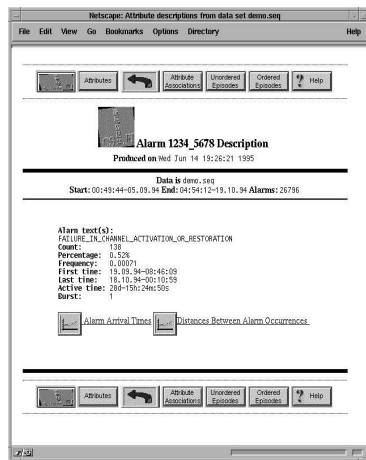 Netscape: Attribute descriptions from data set demo.seq
File Edit View Go Bookmarks Options Directory Help
Attributes Attribute Associations Unordered Episodes Ordered Episodes ? Help
Alarm 1234_5678 Description
Produced on Wed Jun 14 19:26:21 1995
Data is demo.seq
Start: 00:49:44-05.09.94 End: 04:54:12-19.10.94 Alarms: 26796
Alarm text(s):
FAILURE_IN_CHANNEL_ACTIVATION_OR_RESTORATION
Count: 138
Percentage: 0.52%
Frequency: 0.00071
First time: 19.09.94-08:46:09
Last time: 18.10.94-00:10:59
Active time: 28d-15h:24m:50s
Burst: 1
Alarm Arrival Times Distances Between Alarm Occurrences
Attributes Attribute Associations Unordered Episodes Ordered Episodes ? Help